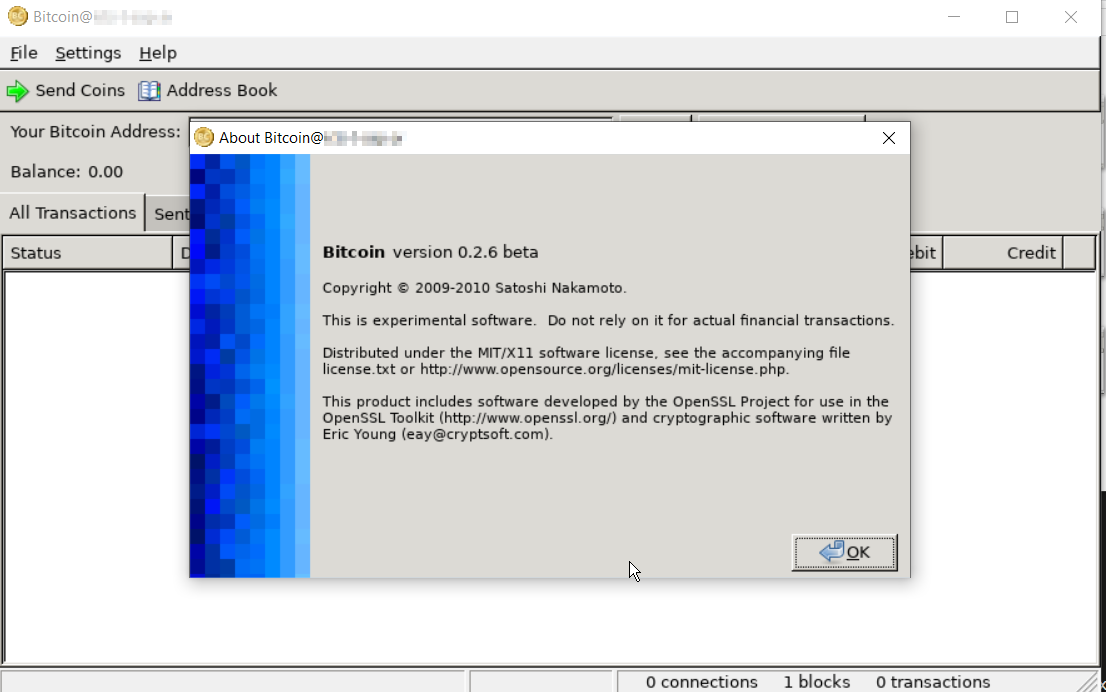 Bitcoin@
File Settings Help
Send Coins Address Book
Your Bitcoin Address:
About Bitcoin@
Balance: 0.00
All Transactions Sent
Status D ebit Credit
Bitcoin version 0.2.6 beta
Copyright © 2009-2010 Satoshi Nakamoto.
This is experimental software. Do not rely on it for actual financial transactions.
Distributed under the MIT/X11 software license, see the accompanying file
license.txt or http://www.opensource.org/licenses/mit-license.php.
This product includes software developed by the OpenSSL Project for use in the
OpenSSL Toolkit (http://www.openssl.org/) and cryptographic software written by
Eric Young (eay@cryptsoft.com).
OK
0 connections 1 blocks 0 transactions